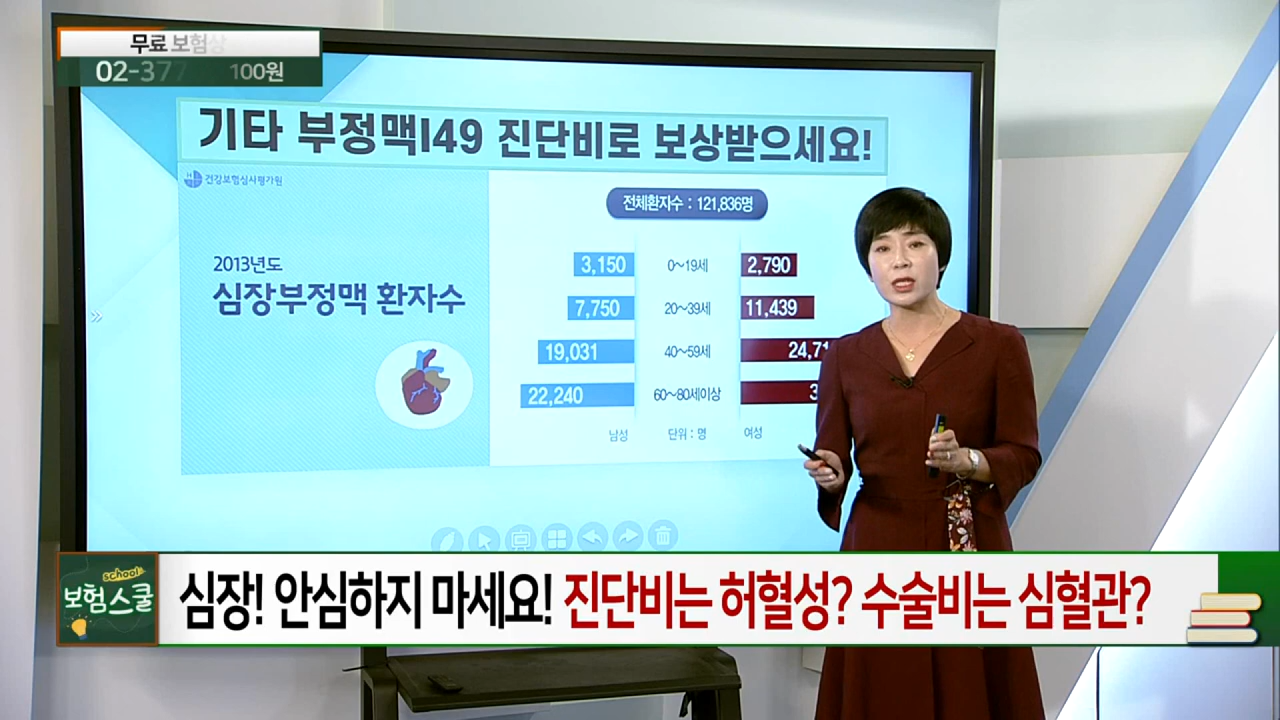 무료 보험상
02-377 100원
기타 부정맥I49 진단비로 보상받으세요!
건강보험심사평가원
전체환자수 : 121,836명
2013년도
심장부정맥 환자수
3,150 0~19세 2,790
7,750 20~39세 11,439
19,031 40~59세 24,71
22,240 60~80세이상 3
남성 단위 : 명 여성
school
보험스쿨
심장! 안심하지 마세요! 진단비는 허혈성? 수술비는 심혈관?